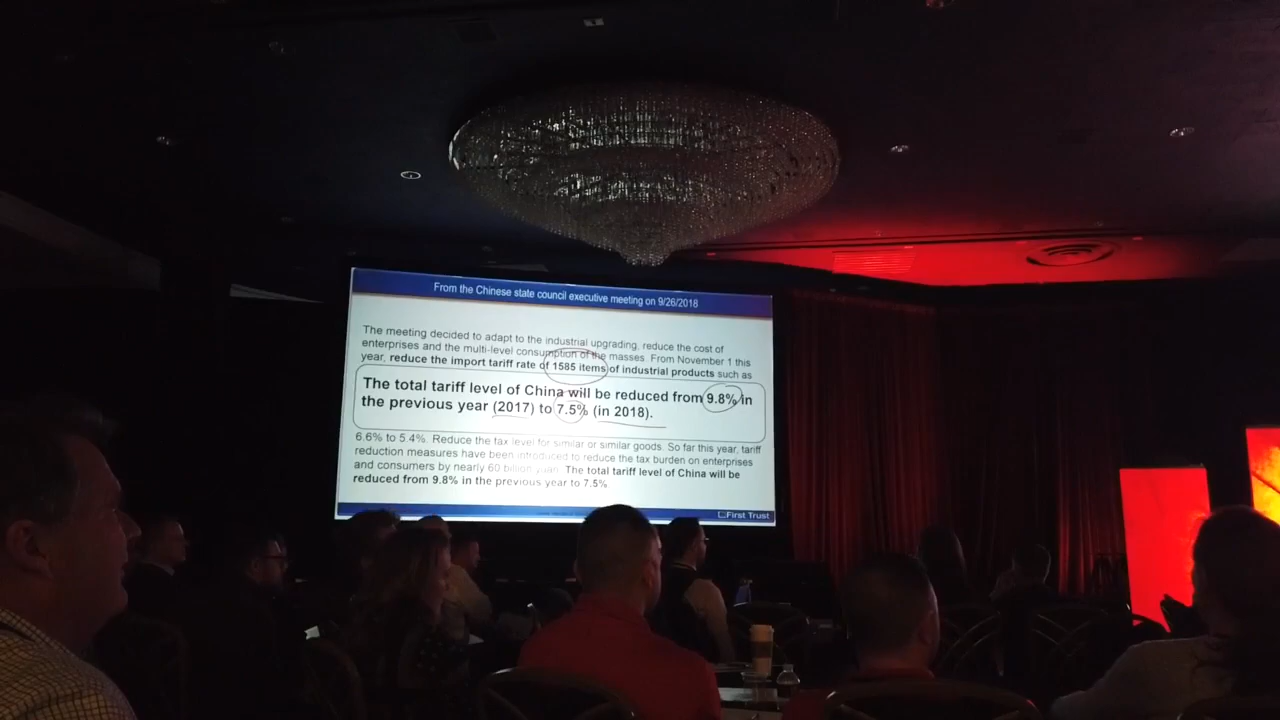 From the Chinese state council executive meeting on 9/26/2018
The meeting decided to adapt to the industrial upgrading, reduce the cost of
enterprises and the multi-level consumption of the masses. From November 1 this
year, reduce the import tariff rate of 1585 items of industrial products such as
The total tariff level of China will be reduced from 9.8% in
the previous year (2017) to 7.5% (in 2018).
6.6% to 5.4%. Reduce the tax level for similar or similar goods. So far this year, tariff
reduction measures have been introduced to reduce the tax burden on enterprises
and consumers by nearly 60 billion yuan. The total tariff level of China will be
reduced from 9.8% in the previous year to 7.5%
First Trust